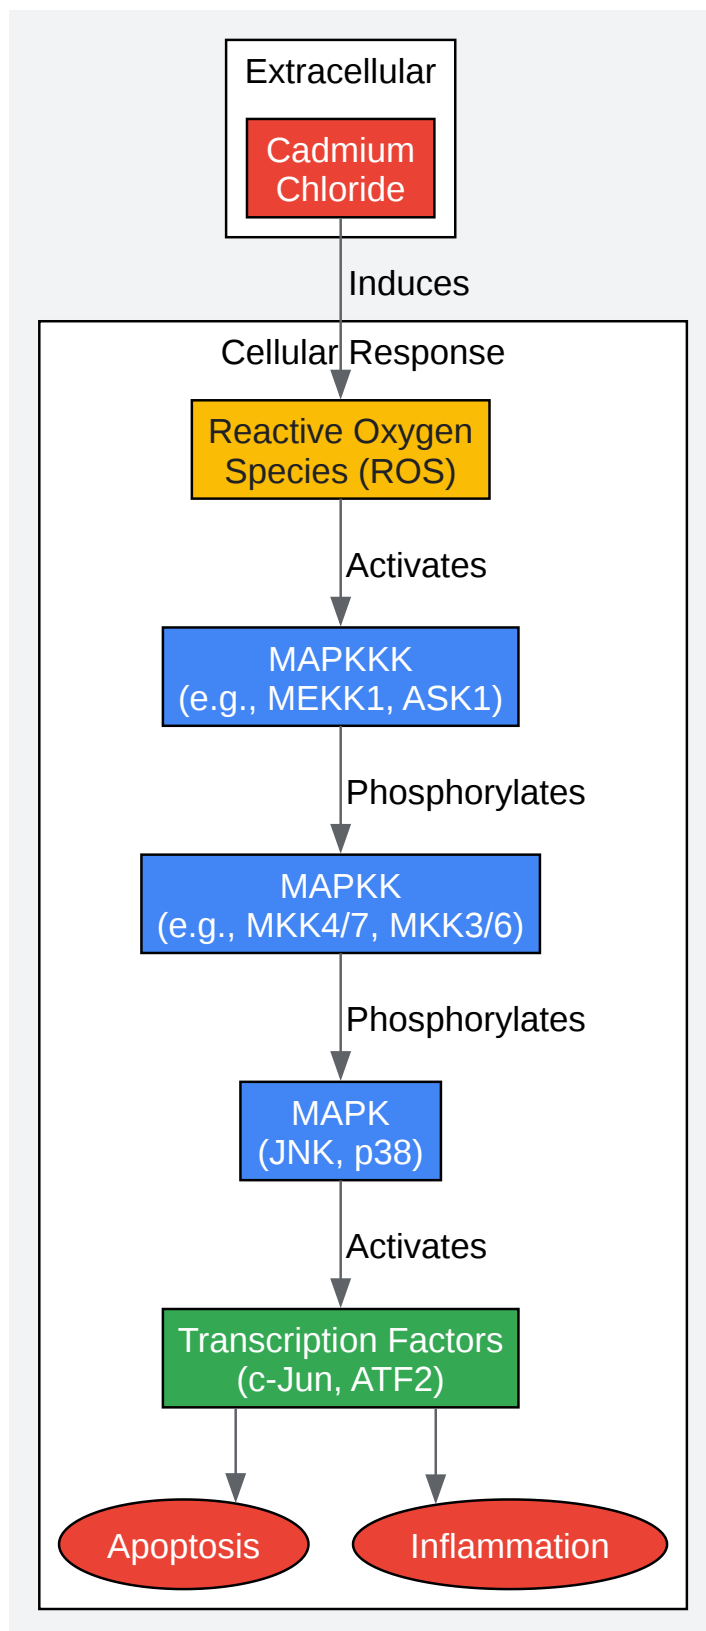 Extracellular
Cadmium
Chloride
Induces
Cellular Response
Reactive Oxygen
Species (ROS)
Activates
MAPKKK
(e.g., MEKK1, ASK1)
Phosphorylates
MAPKK
(e.g., MKK4/7, MKK3/6)
Phosphorylates
MAPK
(JNK, p38)
Activates
Transcription Factors
(c-Jun, ATF2)
Apoptosis
Inflammation